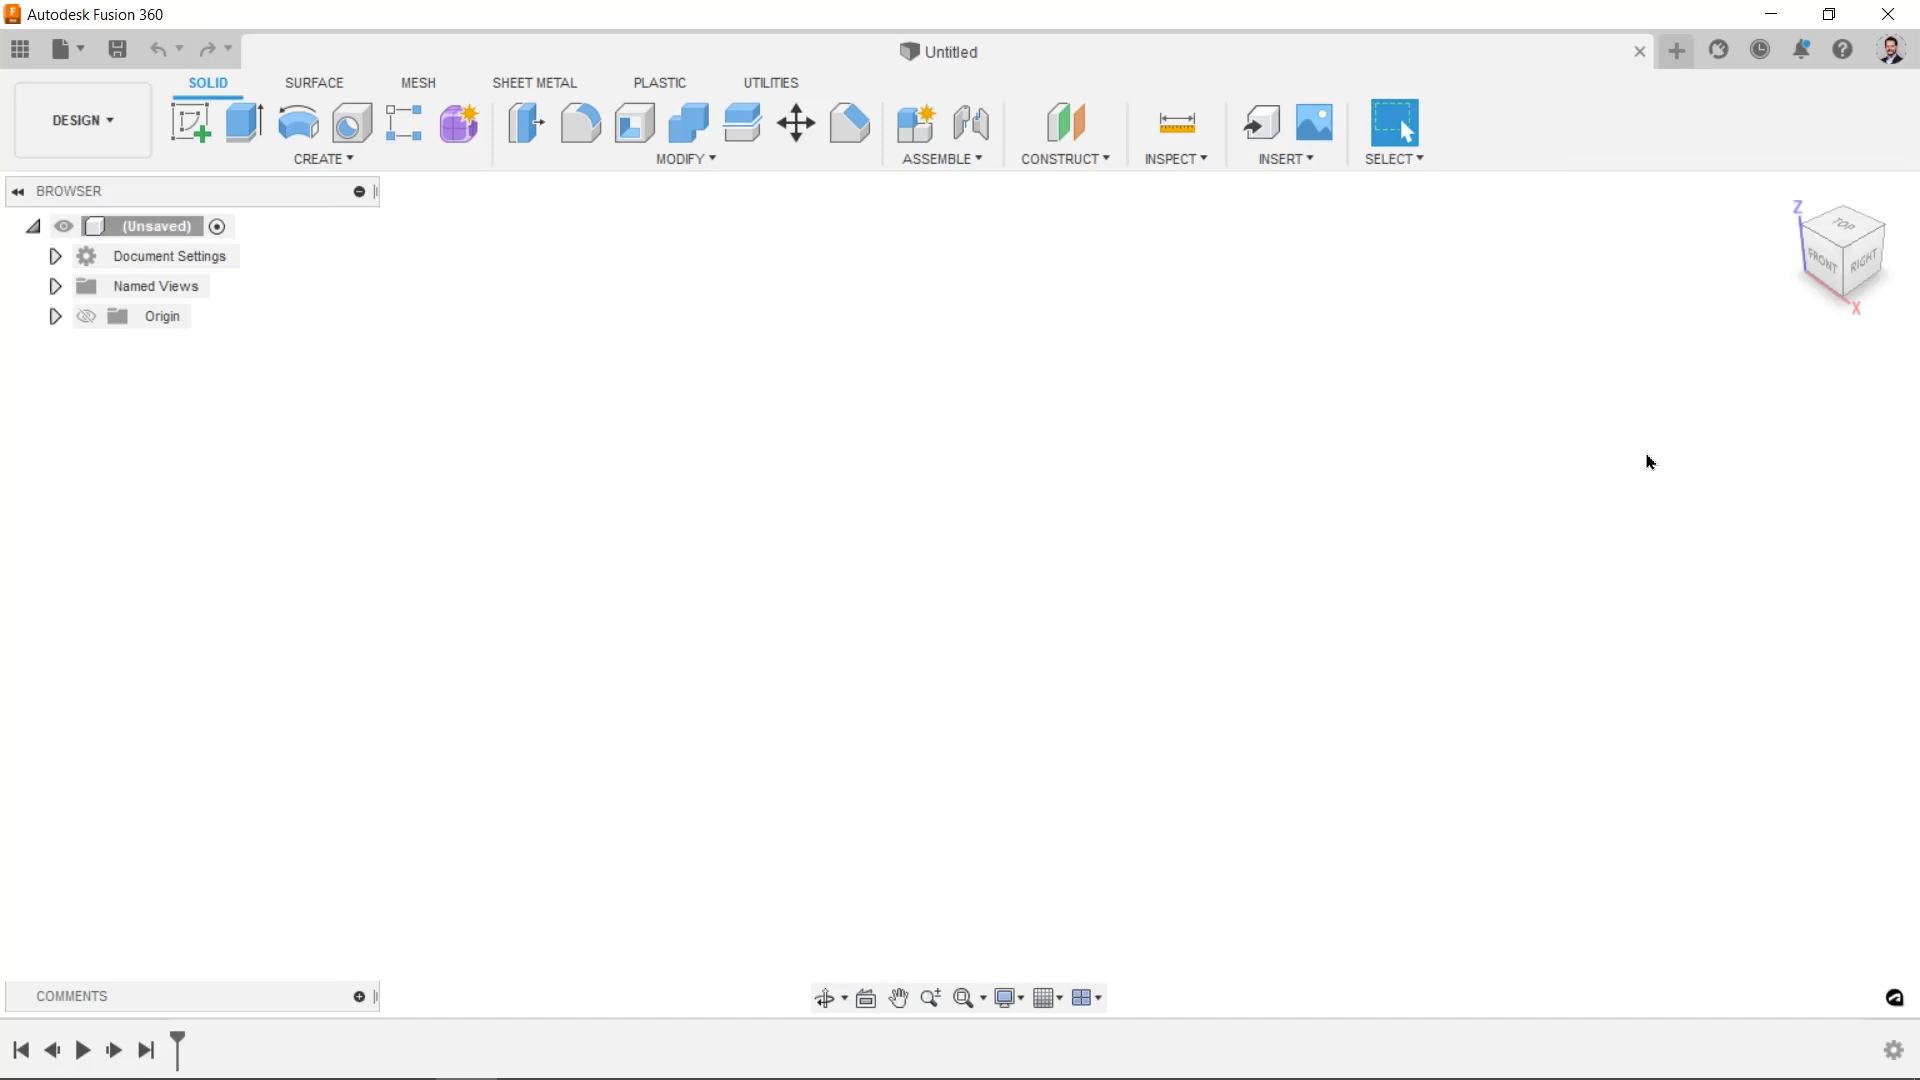 Autodesk Fusion 360
Untitled
SOLID SURFACE MESH SHEET METAL PLASTIC UTILITIES
DESIGN
CREATE MODIFY ASSEMBLE CONSTRUCT INSPECT INSERT SELECT
BROWSER
(Unsaved)
Document Settings
Named Views
Origin
Z
TOP
FRONT RIGHT
X
COMMENTS